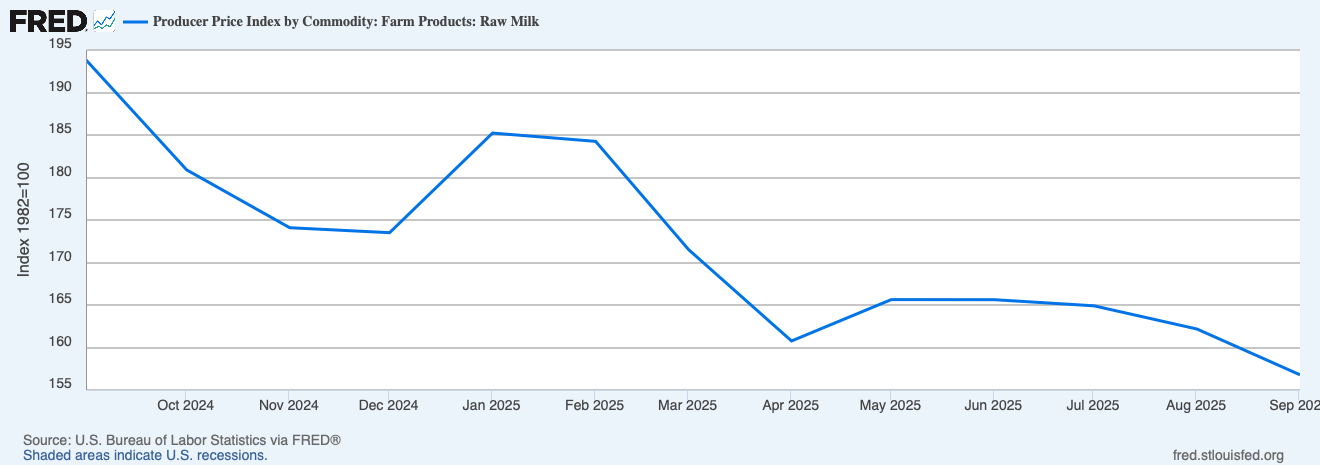 FRED Producer Price Index by Commodity: Farm Products: Raw Milk
195
190
185
180
175
170
165
160
155
Index 1982=100
Oct 2024 Nov 2024 Dec 2024 Jan 2025 Feb 2025 Mar 2025 Apr 2025 May 2025 Jun 2025 Jul 2025 Aug 2025 Sep 202
Source: U.S. Bureau of Labor Statistics via FRED®
Shaded areas indicate U.S. recessions.
fred.stlouisfed.org